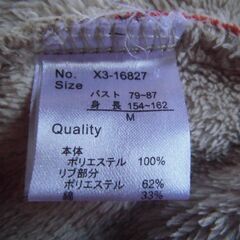 No. X3-16827
Size
バスト 79~87
身長 154~162
M
Quality
本体
ポリエステル 100%
リブ部分
ポリエステル 62%
綿 33%